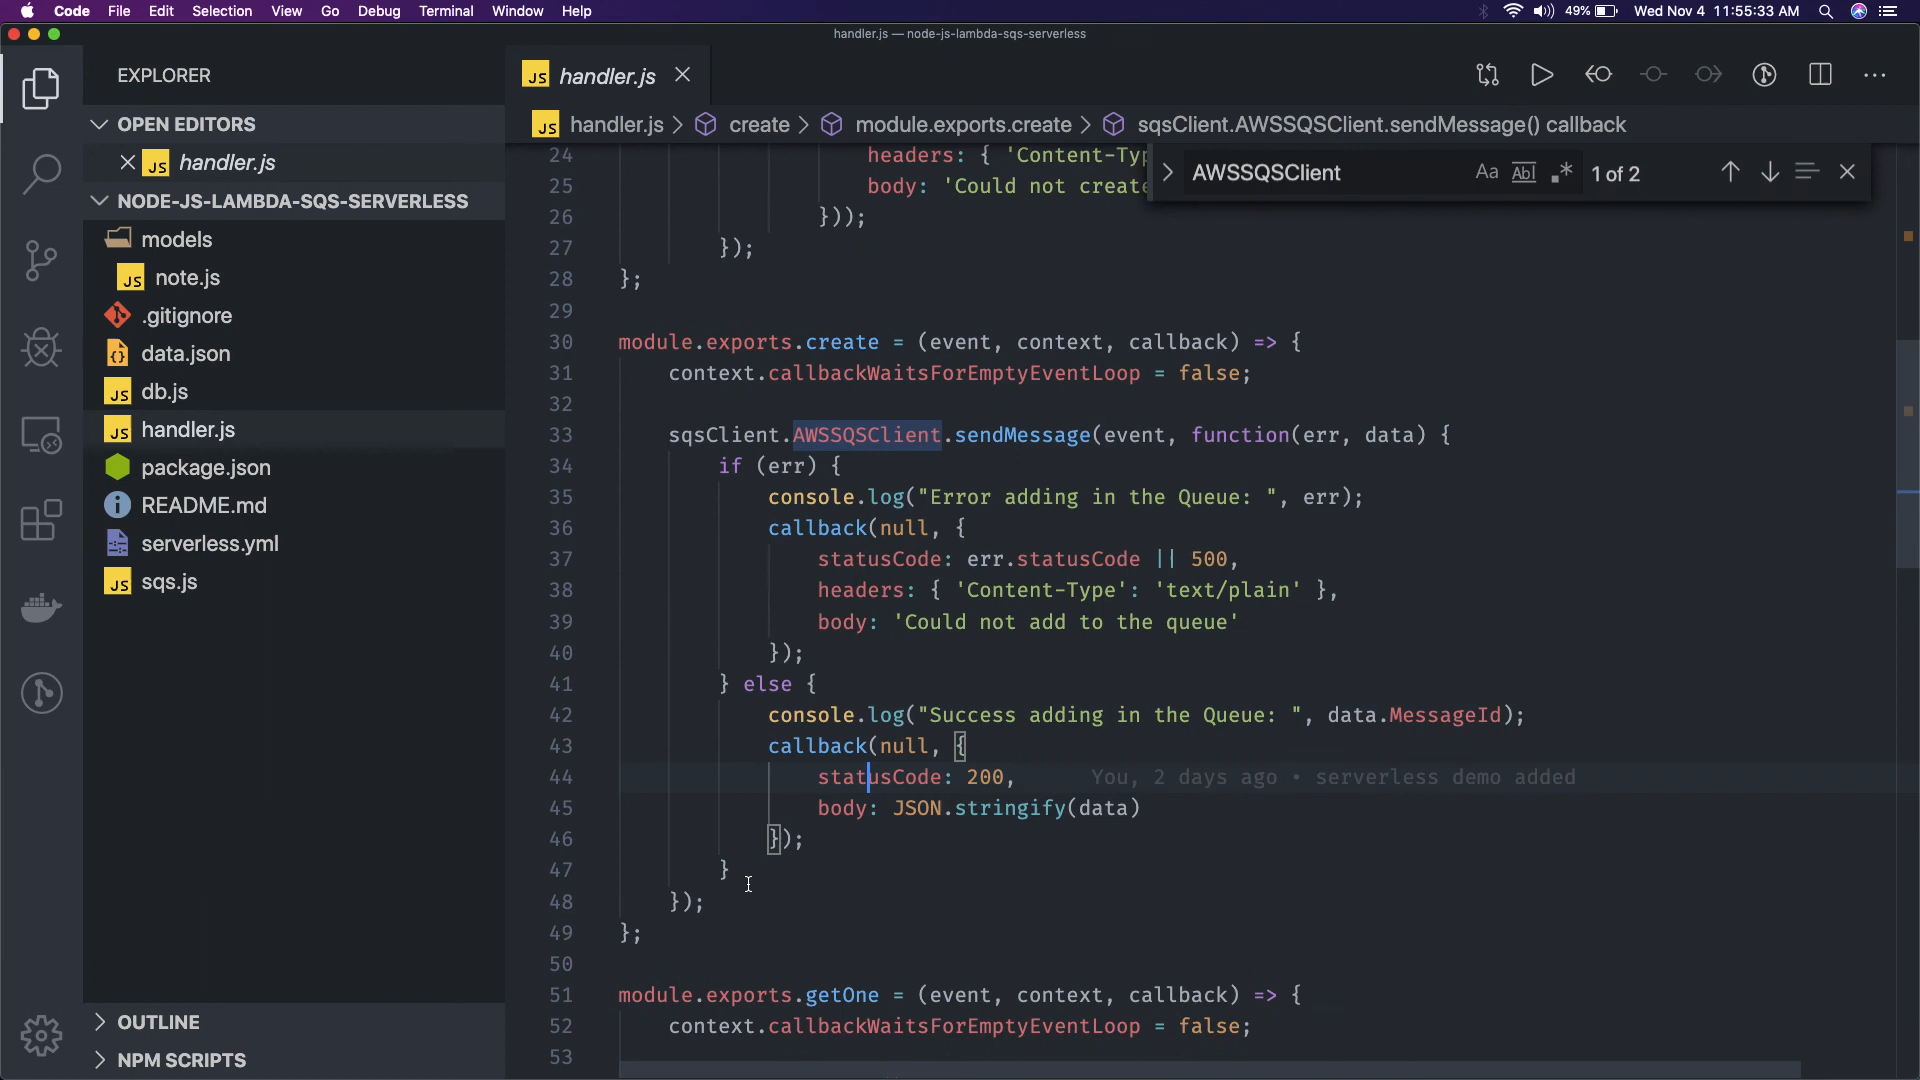 Code File Edit Selection View Go Debug Terminal Window Help 49% Wed Nov 4 11:55:33 AM
handler.js — node-js-lambda-sqs-serverless
EXPLORER
OPEN EDITORS
JS handler.js
NODE-JS-LAMBDA-SQS-SERVERLESS
models
JS note.js
.gitignore
{} data.json
JS db.js
JS handler.js
package.json
README.md
serverless.yml
JS sqs.js
OUTLINE
NPM SCRIPTS
JS handler.js
JS handler.js > create > module.exports.create > sqsClient.AWSSQSClient.sendMessage() callback
AWSSQSClient Aa Abl .* 1 of 2
24 headers: { 'Content-Typ
25 body: 'Could not create
26 }));
27 });
28 };
29
30 module.exports.create = (event, context, callback) => {
31 context.callbackWaitsForEmptyEventLoop = false;
32
33 sqsClient.AWSSQSClient.sendMessage(event, function(err, data) {
34 if (err) {
35 console.log("Error adding in the Queue: ", err);
36 callback(null, {
37 statusCode: err.statusCode || 500,
38 headers: { 'Content-Type': 'text/plain' },
39 body: 'Could not add to the queue'
40 });
41 } else {
42 console.log("Success adding in the Queue: ", data.MessageId);
43 callback(null, {
44 statusCode: 200, You, 2 days ago • serverless demo added
45 body: JSON.stringify(data)
46 });
47 }
48 });
49 };
50
51 module.exports.getOne = (event, context, callback) => {
52 context.callbackWaitsForEmptyEventLoop = false;
53